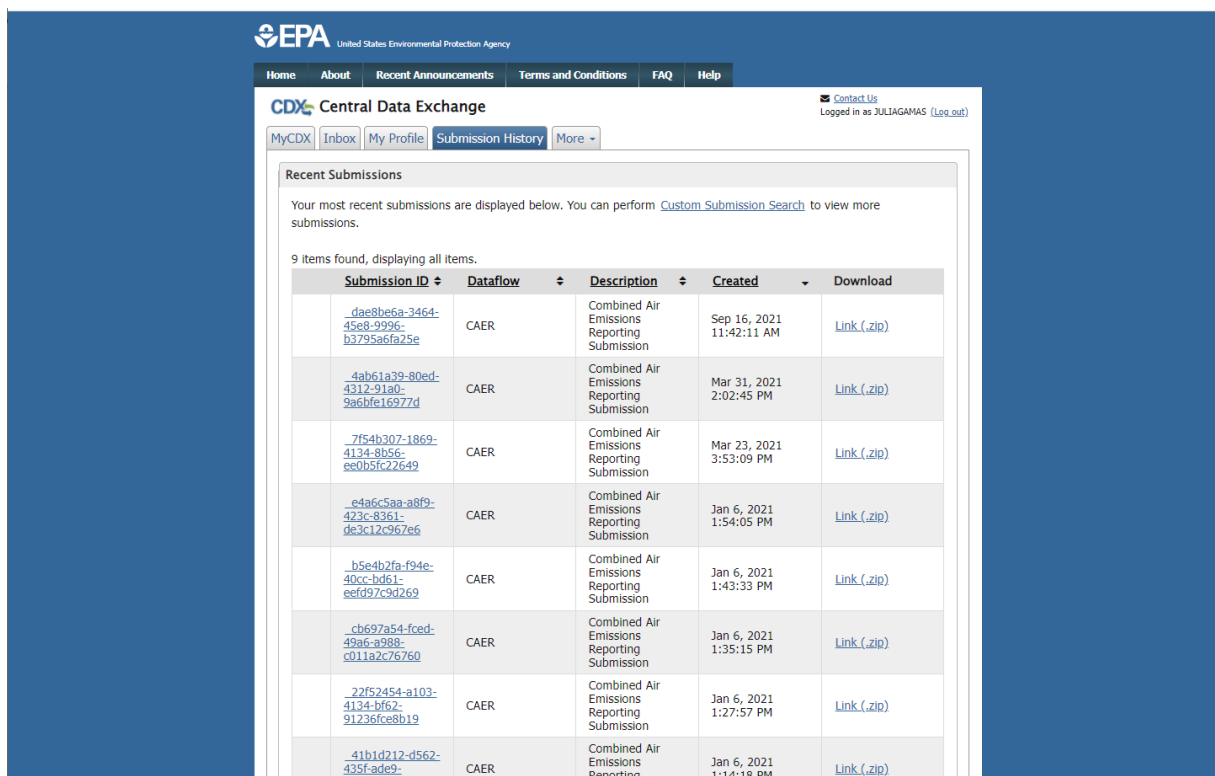 EPA United States Environmental Protection Agency
Home About Recent Announcements Terms and Conditions FAQ Help
CDX Central Data Exchange
Contact Us
Logged in as JULIAGAMAS (Log out)
MyCDX Inbox My Profile Submission History More
Recent Submissions
Your most recent submissions are displayed below. You can perform Custom Submission Search to view more
submissions.
9 items found, displaying all items.
Submission ID Dataflow Description Created Download
_dae8be6a-3464-
45e8-9996-
b3795a6fa25e
CAER
Combined Air
Emissions
Reporting
Submission
Sep 16, 2021
11:42:11 AM
Link (.zip)
_4ab61a39-80ed-
4312-91a0-
9a6bfe16977d
CAER
Combined Air
Emissions
Reporting
Submission
Mar 31, 2021
2:02:45 PM
Link (.zip)
_7f54b307-1869-
4134-8b56-
ee0b5fc22649
CAER
Combined Air
Emissions
Reporting
Submission
Mar 23, 2021
3:53:09 PM
Link (.zip)
_e4a6c5aa-a8f9-
423c-8361-
de3c12c967e6
CAER
Combined Air
Emissions
Reporting
Submission
Jan 6, 2021
1:54:05 PM
Link (.zip)
_b5e4b2fa-f94e-
40cc-bd61-
eefd97c9d269
CAER
Combined Air
Emissions
Reporting
Submission
Jan 6, 2021
1:43:33 PM
Link (.zip)
_cb697a54-fced-
49a6-a988-
c011a2c76760
CAER
Combined Air
Emissions
Reporting
Submission
Jan 6, 2021
1:35:15 PM
Link (.zip)
_22f52454-a103-
4134-bf62-
91236fce8b19
CAER
Combined Air
Emissions
Reporting
Submission
Jan 6, 2021
1:27:57 PM
Link (.zip)
_41b1d212-d562-
435f-ade9-
CAER
Combined Air
Emissions
Reporting
Jan 6, 2021
1:14:18 PM
Link (.zip)